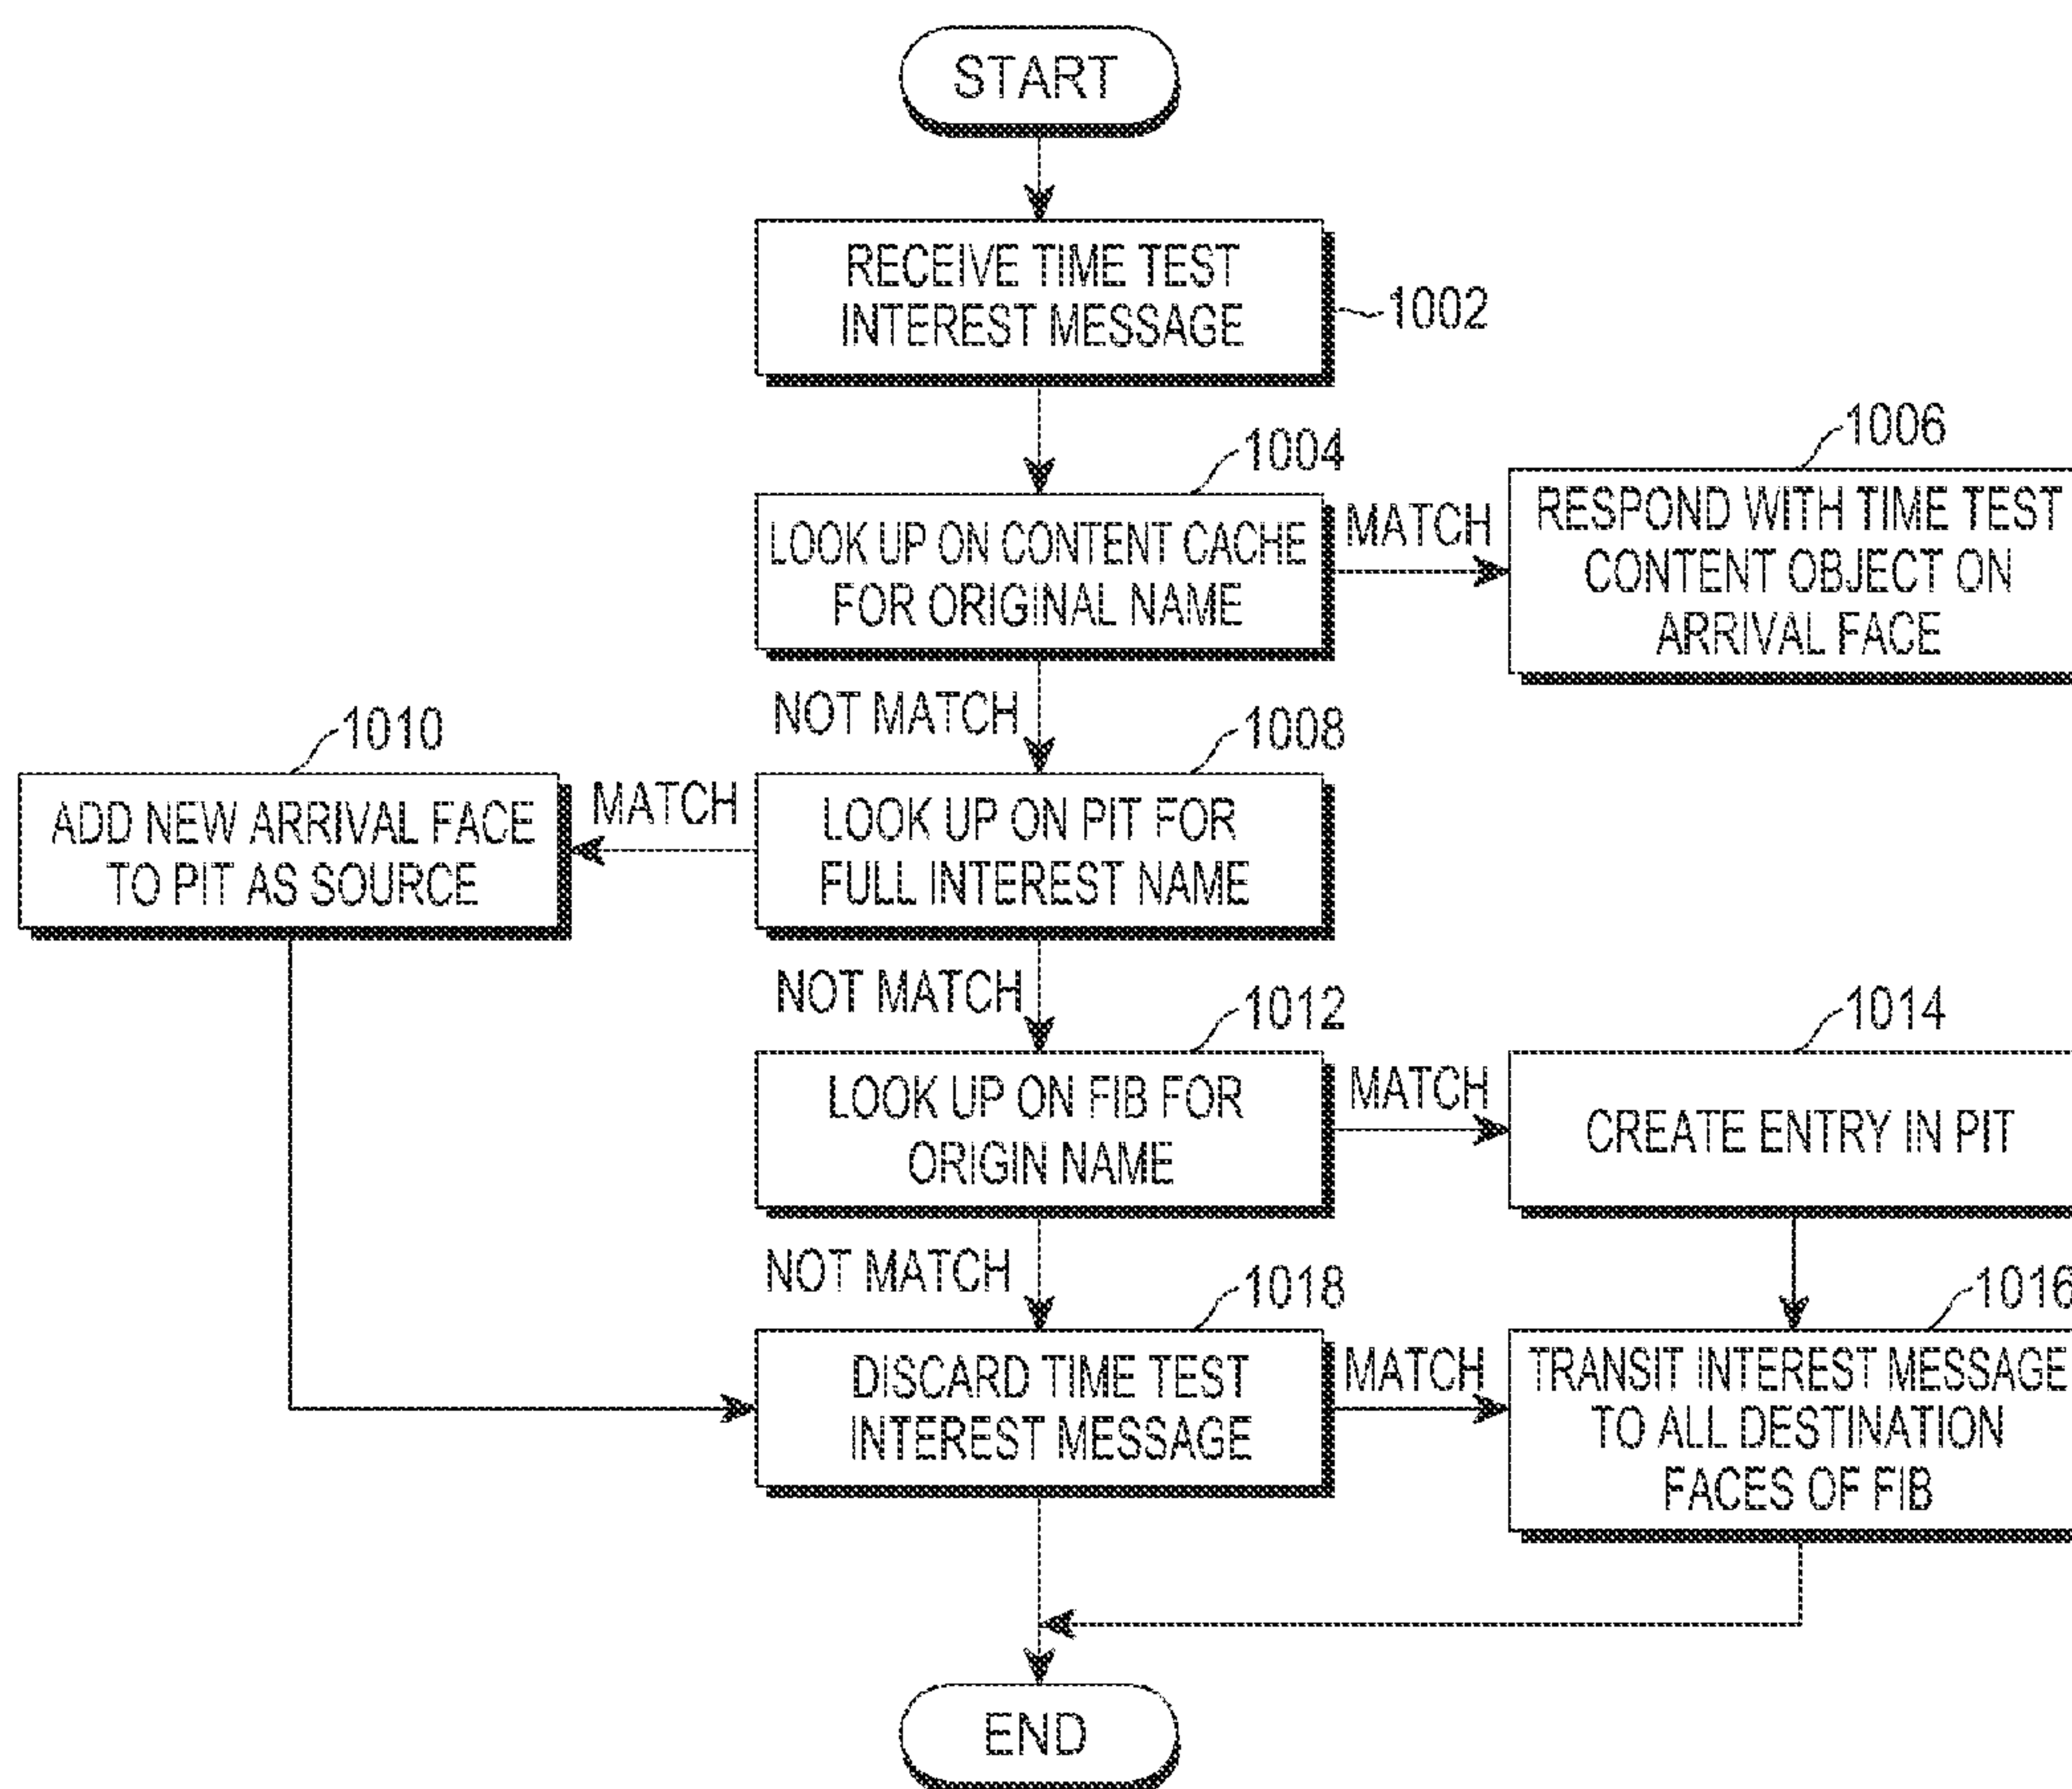 START
RECEIVE TIME TEST
INTEREST MESSAGE
1002
1004
LOOK UP ON CONTENT CACHE
FOR ORIGINAL NAME
MATCH
1006
RESPOND WITH TIME TEST
CONTENT OBJECT ON
ARRIVAL FACE
NOT MATCH
1010
ADD NEW ARRIVAL FACE
TO PIT AS SOURCE
MATCH
1008
LOOK UP ON PIT FOR
FULL INTEREST NAME
NOT MATCH
1012
LOOK UP ON FIB FOR
ORIGIN NAME
MATCH
1014
CREATE ENTRY IN PIT
NOT MATCH
1018
DISCARD TIME TEST
INTEREST MESSAGE
MATCH
1016
TRANSIT INTEREST MESSAGE
TO ALL DESTINATION
FACES OF FIB
END